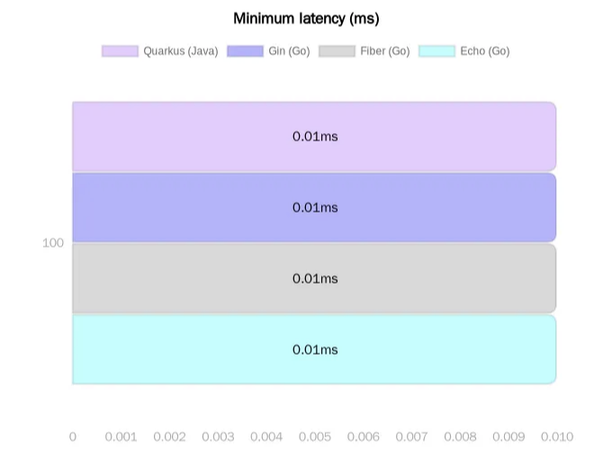 Minimum latency (ms)
Quarkus (Java) Gin (Go) Fiber (Go) Echo (Go)
0.01ms
0.01ms
100
0.01ms
0.01ms
0 0.001 0.002 0.003 0.004 0.005 0.006 0.007 0.008 0.009 0.010